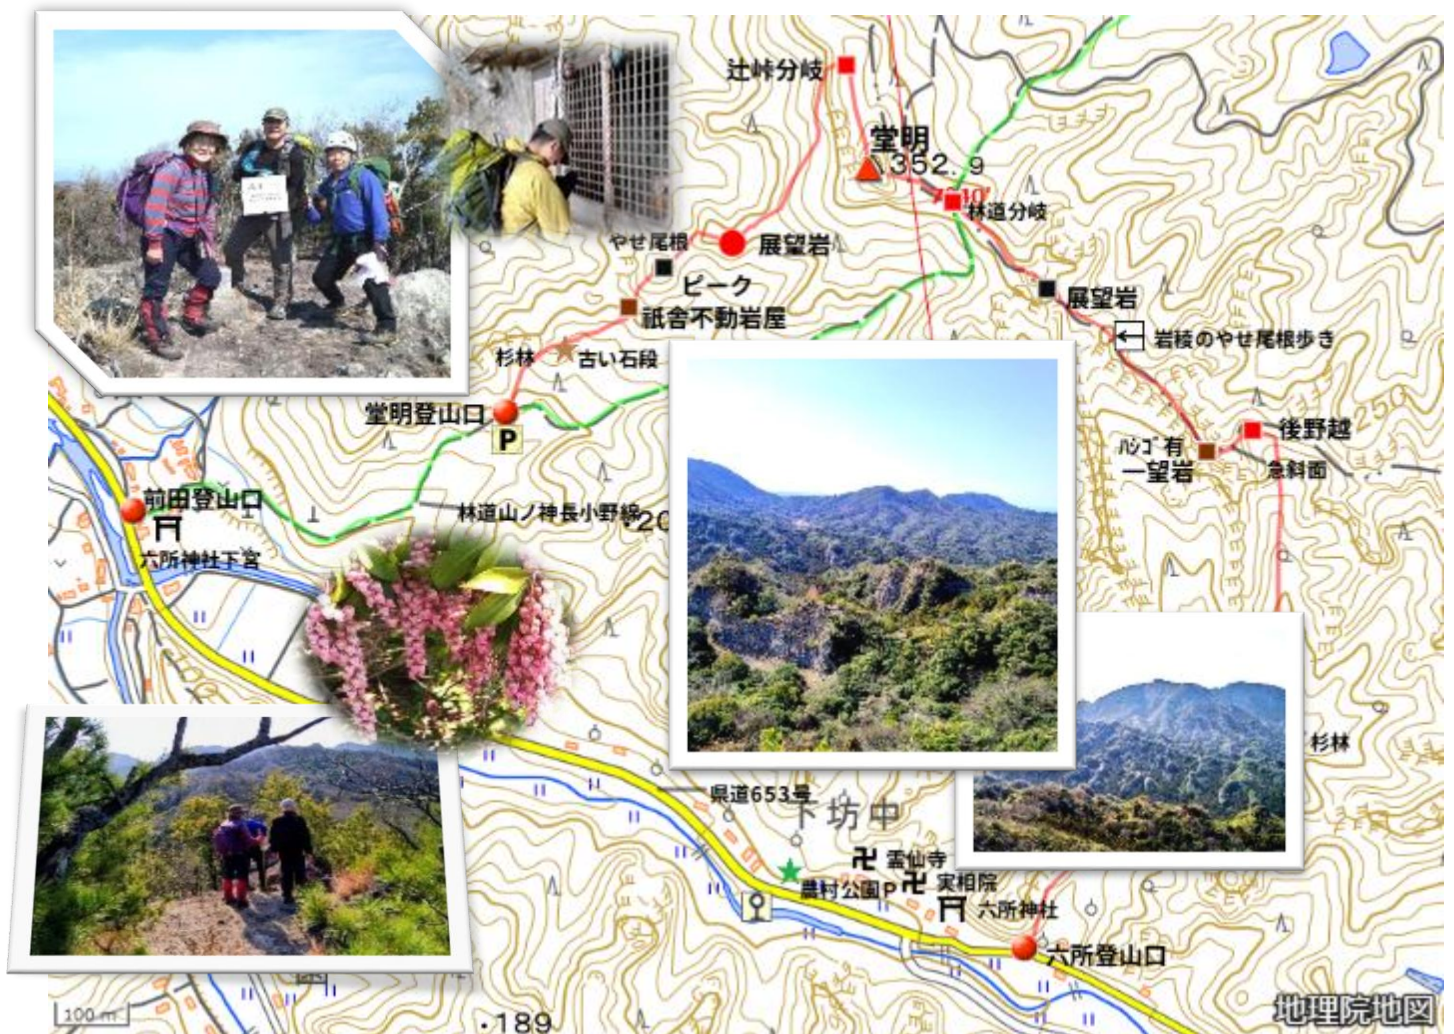 辻峠分岐
堂明
352.9
林道分岐
やせ尾根
展望岩
ピーク
祇舎不動岩屋
展望岩
岩稜のやせ尾根歩き
杉林
古い石段
堂明登山口
P
250
後野越
ハシゴ有
一望岩
急斜面
前田登山口
林道山ノ神長小野線
20
六所神社下宮
杉林
県道653号
下坊中
霊仙寺
農村公園P
実相院
六所神社
六所登山口
100 m
189
地理院地図